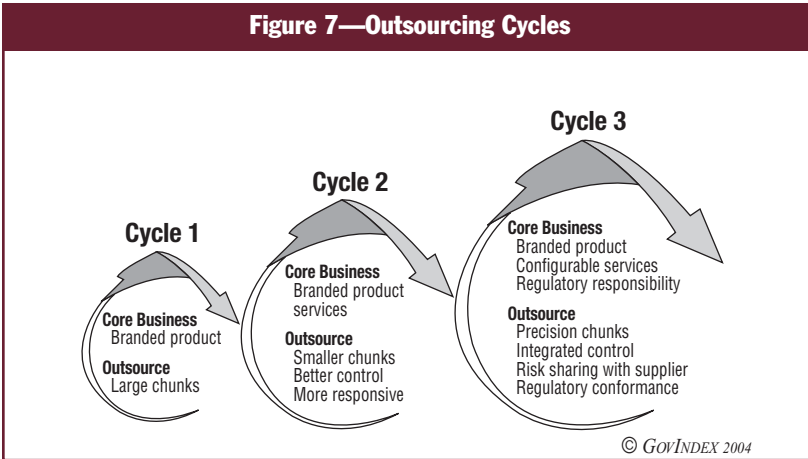 Figure 7—Outsourcing Cycles
Cycle 1
Core Business
Branded product
Outsource
Large chunks
Cycle 2
Core Business
Branded product
services
Outsource
Smaller chunks
Better control
More responsive
Cycle 3
Core Business
Branded product
Configurable services
Regulatory responsibility
Outsource
Precision chunks
Integrated control
Risk sharing with supplier
Regulatory conformance
© GOVINDEX 2004